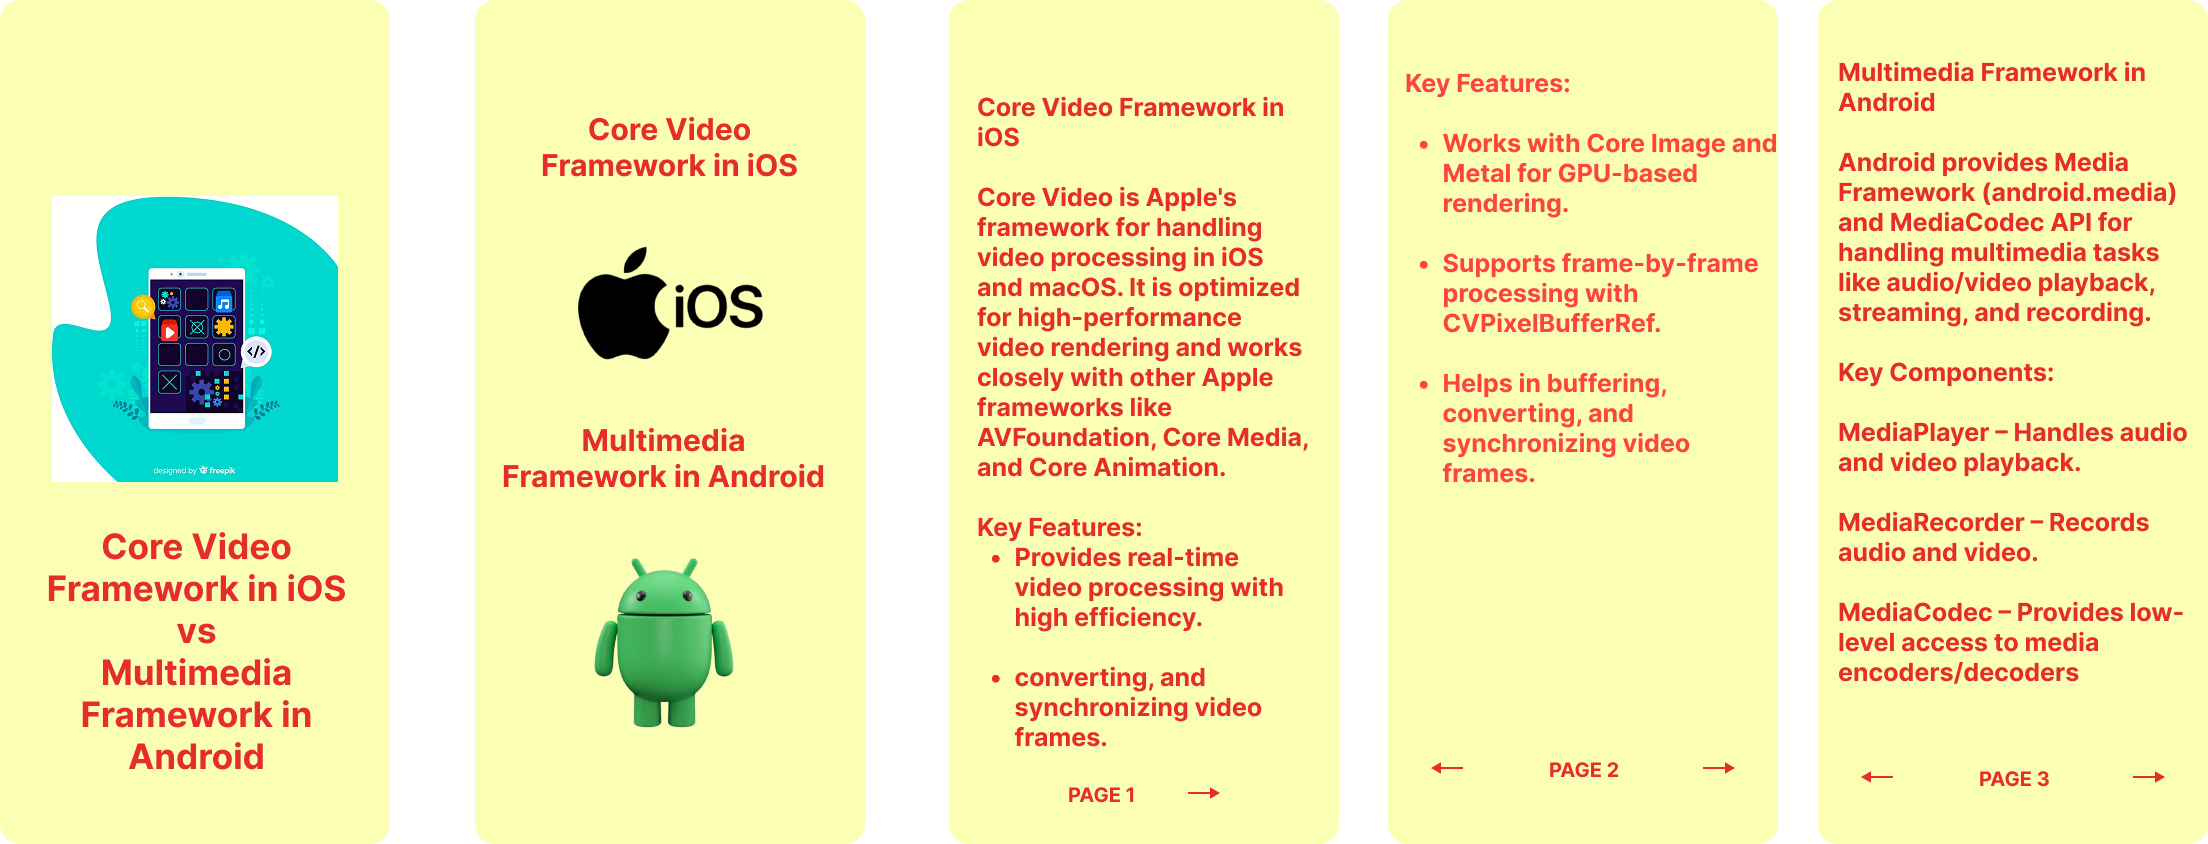 designed by freepik
Core Video
Framework in iOS
vs
Multimedia
Framework in
Android
Core Video
Framework in iOS
iOS
Multimedia
Framework in Android
Core Video Framework in
iOS
Core Video is Apple's
framework for handling
video processing in iOS
and macOS. It is optimized
for high-performance
video rendering and works
closely with other Apple
frameworks like
AVFoundation, Core Media,
and Core Animation.
Key Features:
• Provides real-time
video processing with
high efficiency.
• converting, and
synchronizing video
frames.
PAGE 1
Key Features:
• Works with Core Image and
Metal for GPU-based
rendering.
• Supports frame-by-frame
processing with
CVPixelBufferRef.
• Helps in buffering,
converting, and
synchronizing video
frames.
PAGE 2
Multimedia Framework in
Android
Android provides Media
Framework (android.media)
and MediaCodec API for
handling multimedia tasks
like audio/video playback,
streaming, and recording.
Key Components:
MediaPlayer – Handles audio
and video playback.
MediaRecorder – Records
audio and video.
MediaCodec – Provides low-
level access to media
encoders/decoders
PAGE 3